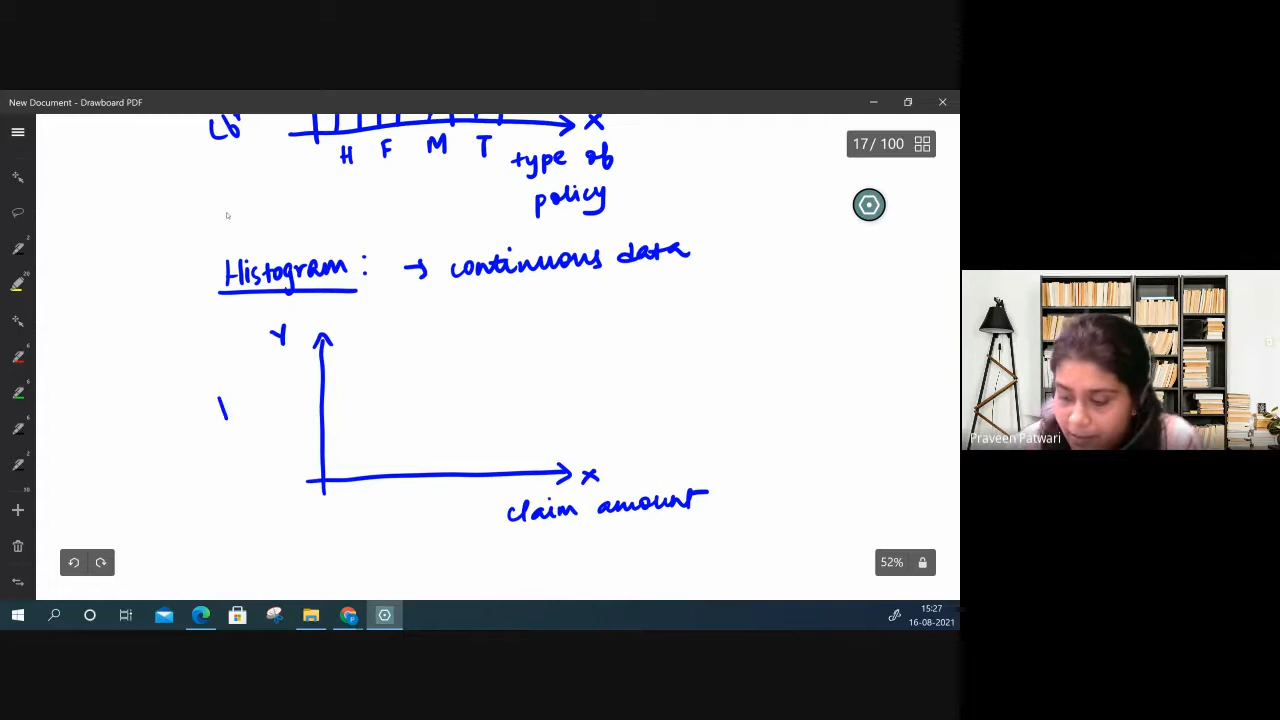 New Document - Drawboard PDF
17 / 100
X
H F M T type of
policy
Histogram : → continuous data
Y
X
claim amount
Praveen Patwari
52%
15:27
16-08-2021